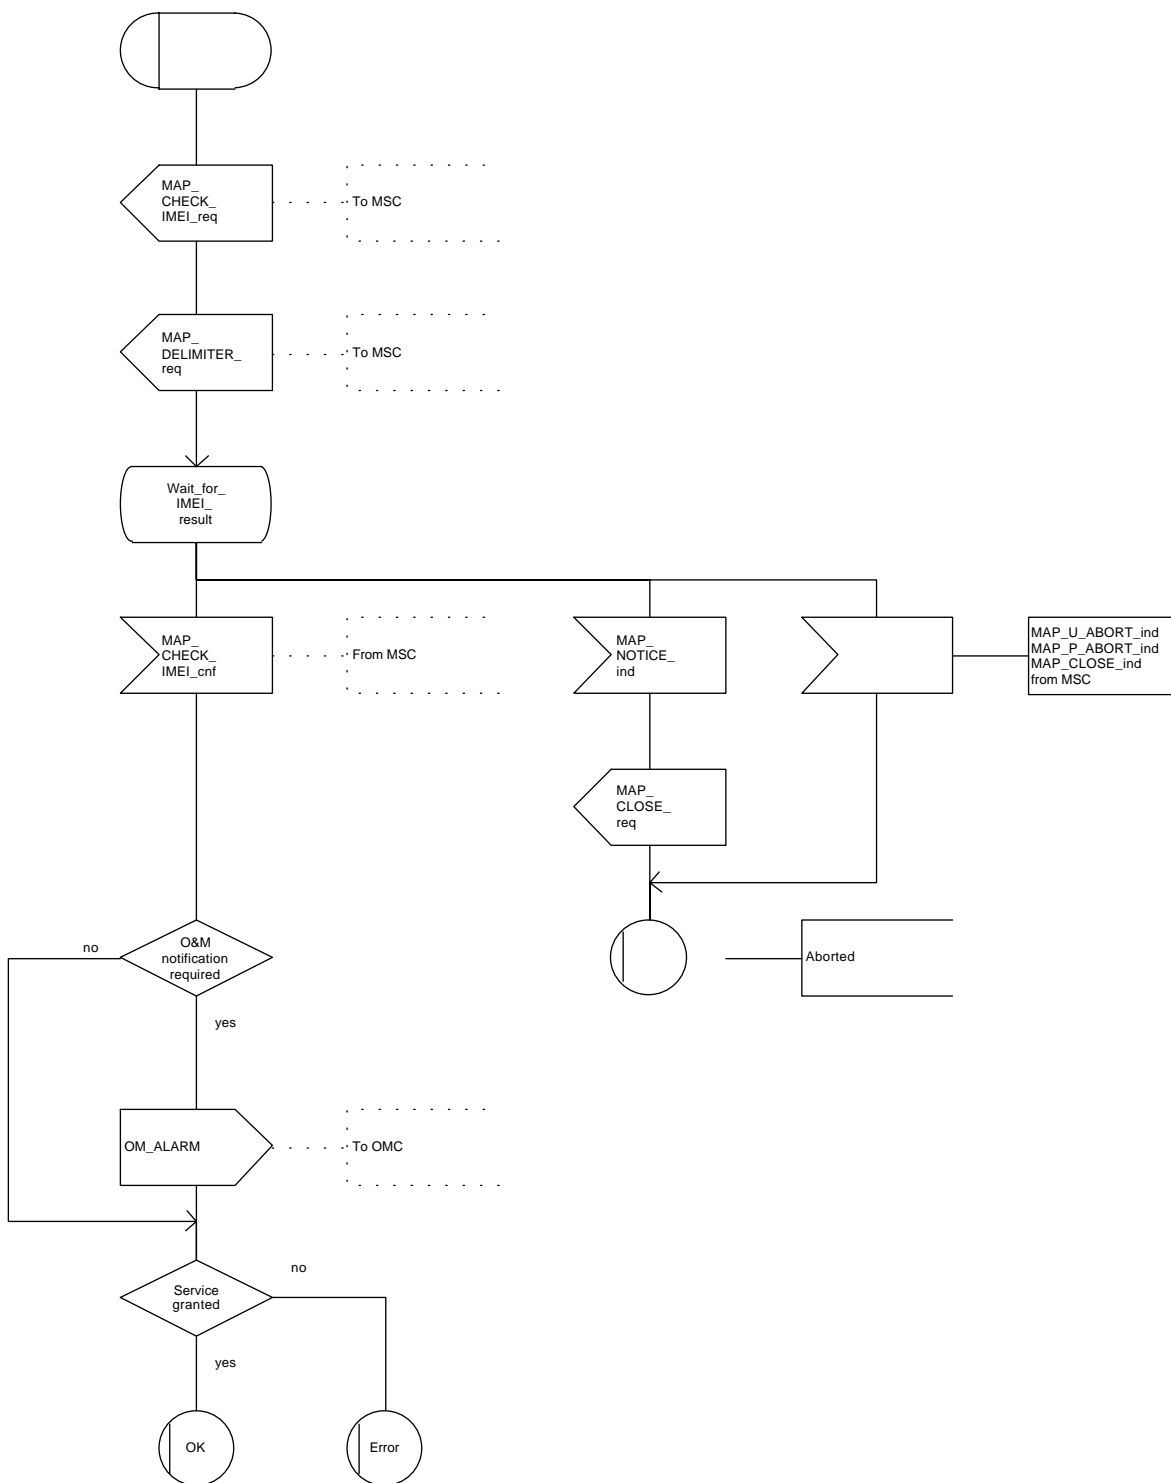 MAP_
CHECK_
IMEI_req
To MSC
MAP_
DELIMITER_
req
To MSC
Wait_for_
IMEI_
result
MAP_
CHECK_
IMEI_cnf
From MSC
MAP_
NOTICE_
ind
MAP_U_ABORT_ind
MAP_P_ABORT_ind
MAP_CLOSE_ind
from MSC
MAP_
CLOSE_
req
no
O&M
notification
required
Aborted
yes
OM_ALARM
To OMC
no
Service
granted
yes
OK
Error